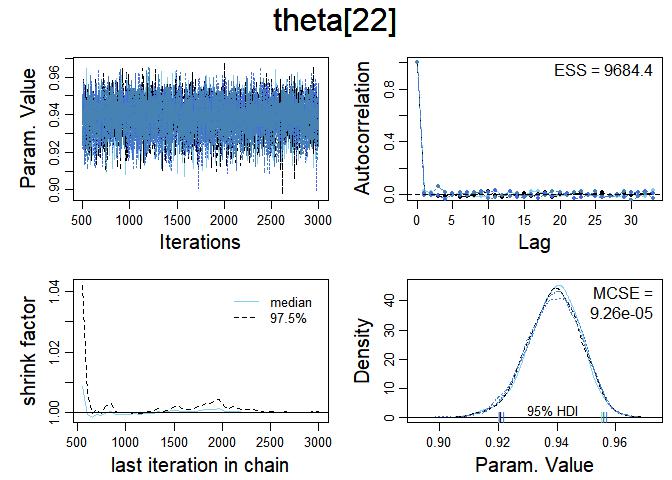 theta[22]
Param. Value
0.90 0.92 0.94 0.96
500 1000 1500 2000 2500 3000
Iterations
Autocorrelation
0.0 0.4 0.8
ESS = 9684.4
0 5 10 15 20 25 30
Lag
shrink factor
1.00 1.02 1.04
median
97.5%
500 1000 1500 2000 2500 3000
last iteration in chain
Density
0 10 20 30 40
MCSE =
9.26e-05
95% HDI
0.90 0.92 0.94 0.96
Param. Value